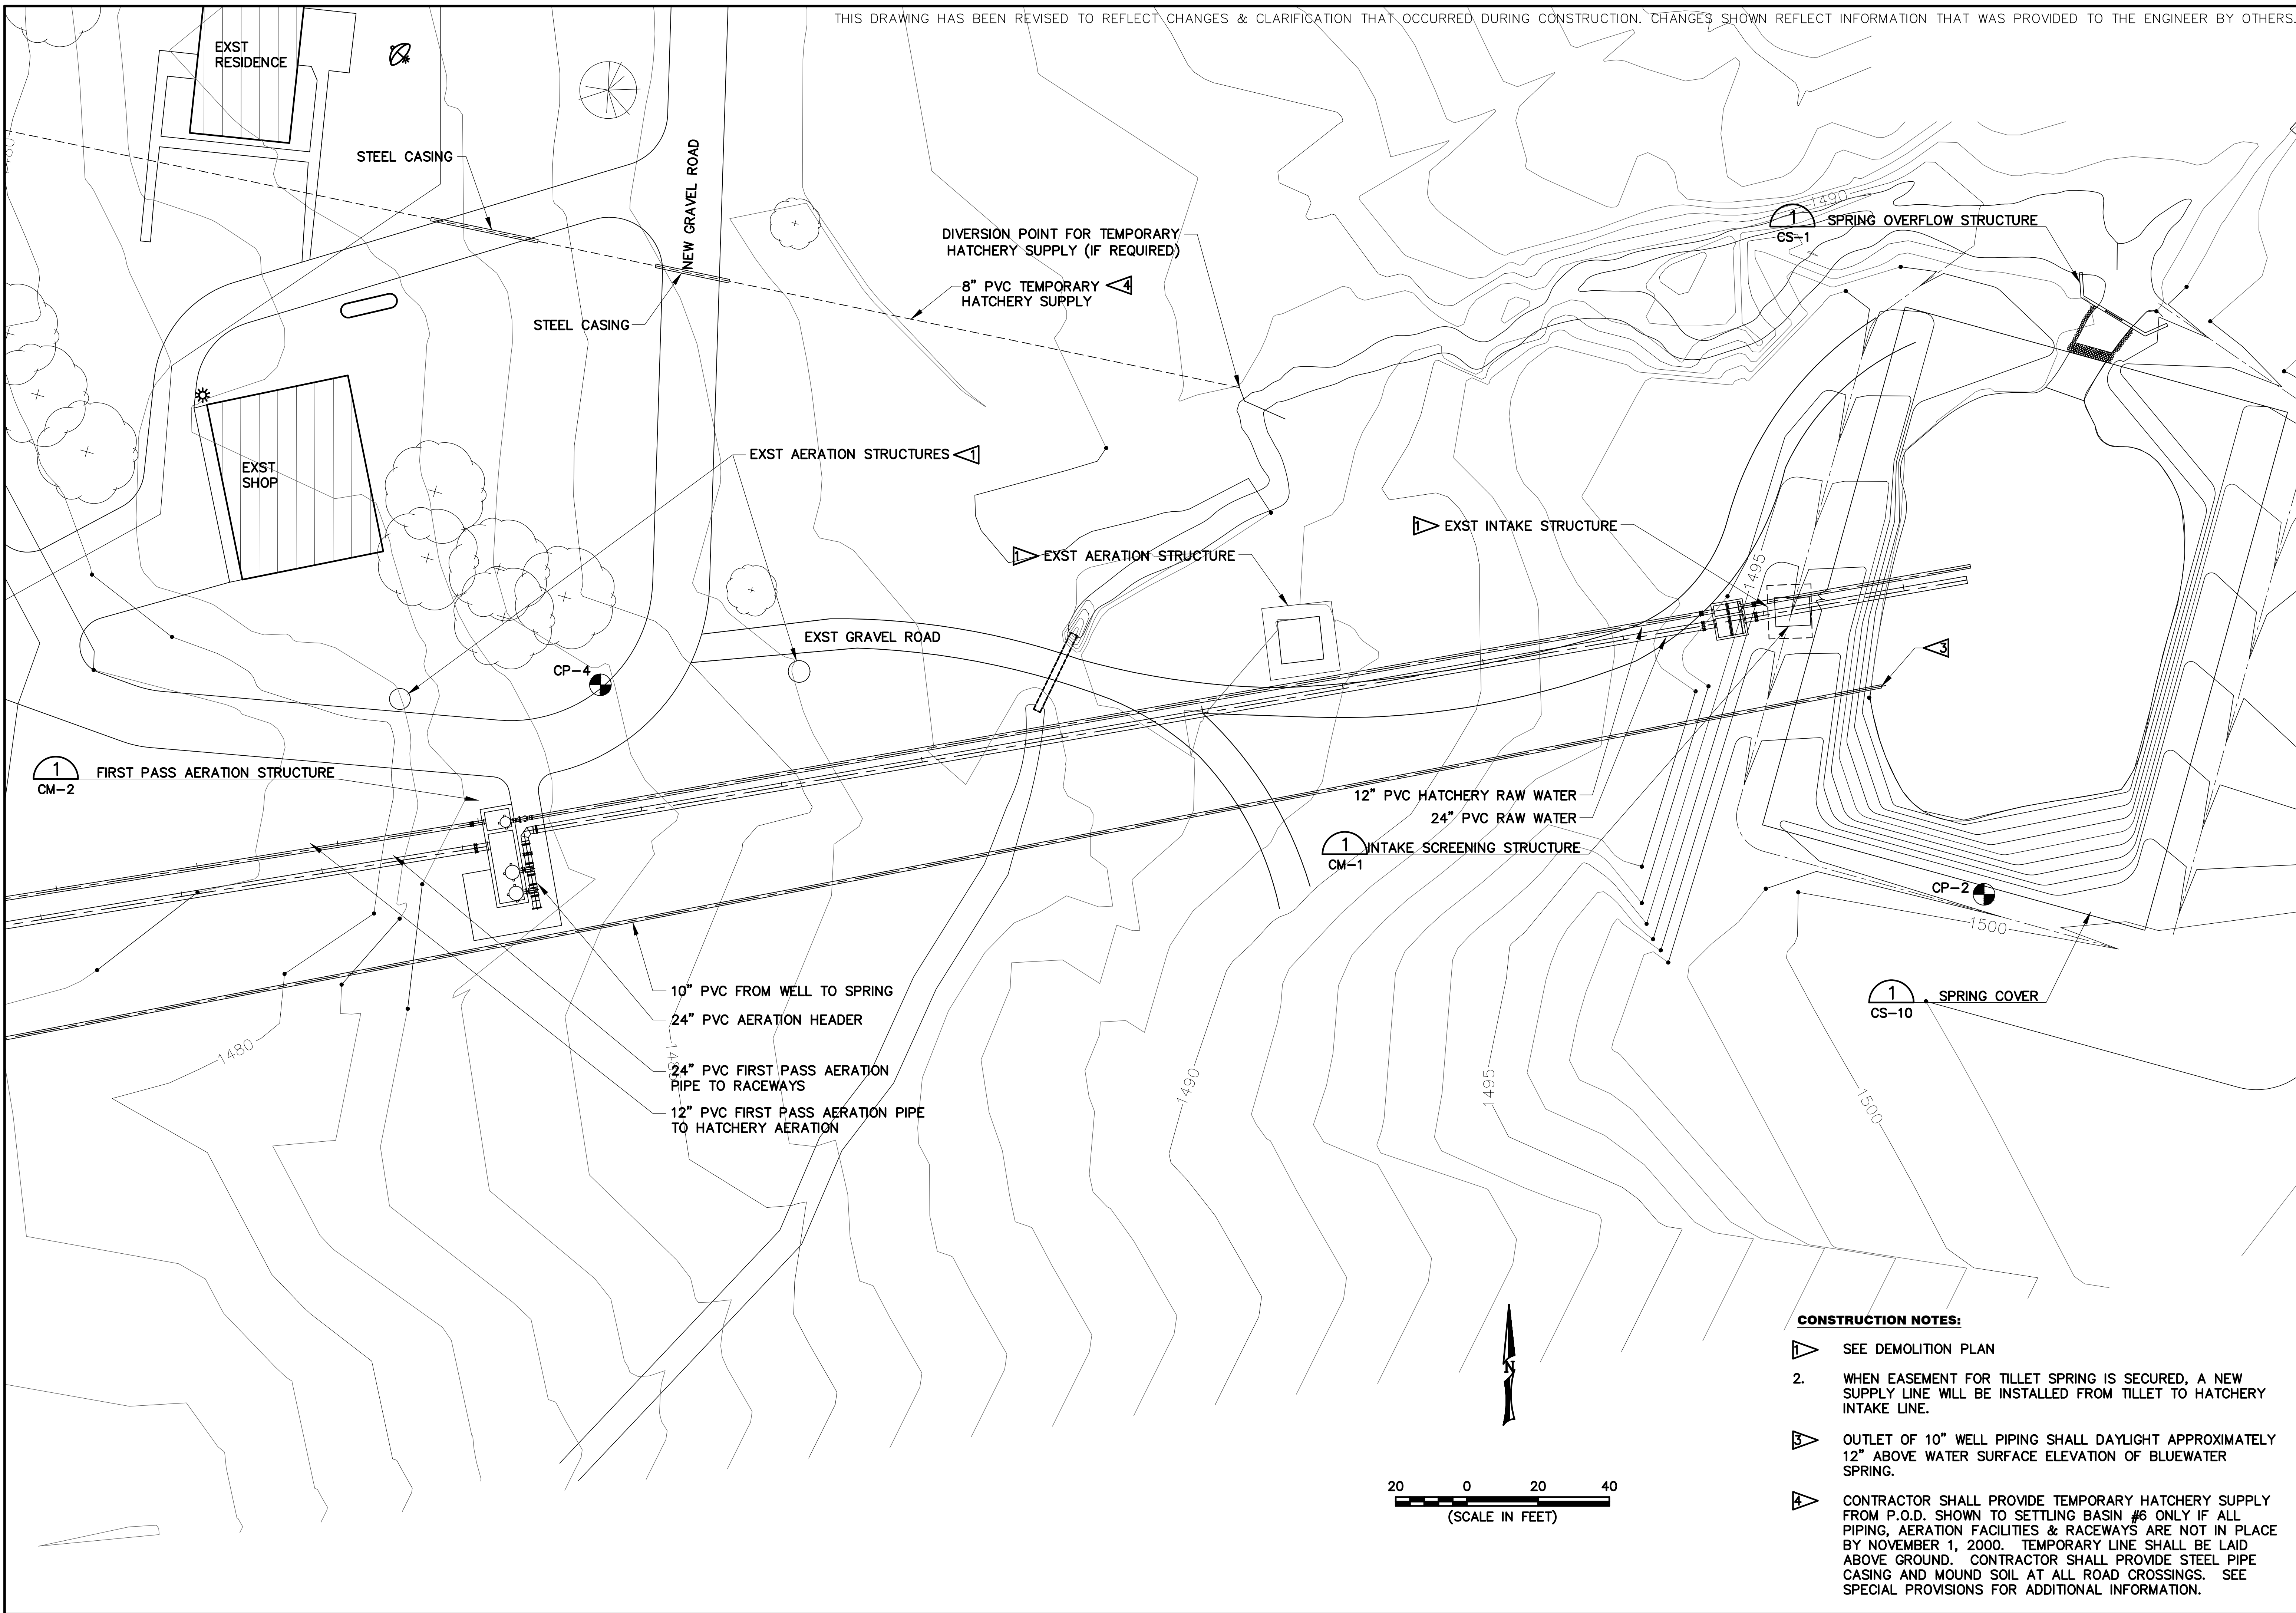 THIS DRAWING HAS BEEN REVISED TO REFLECT CHANGES & CLARIFICATION THAT OCCURRED DURING CONSTRUCTION. CHANGES SHOWN REFLECT INFORMATION THAT WAS PROVIDED TO THE ENGINEER BY OTHERS.
EXST
RESIDENCE
1480
STEEL CASING
NEW GRAVEL ROAD
STEEL CASING
DIVERSION POINT FOR TEMPORARY
HATCHERY SUPPLY (IF REQUIRED)
8" PVC TEMPORARY 4
HATCHERY SUPPLY
1490
1
CS-1
SPRING OVERFLOW STRUCTURE
EXST
SHOP
EXST AERATION STRUCTURES 1
1 EXST AERATION STRUCTURE
1 EXST INTAKE STRUCTURE
1495
EXST GRAVEL ROAD
CP-4
3
1
CM-2
FIRST PASS AERATION STRUCTURE
12" PVC HATCHERY RAW WATER
24" PVC RAW WATER
1
CM-1
INTAKE SCREENING STRUCTURE
CP-2
1500
1
CS-10
SPRING COVER
10" PVC FROM WELL TO SPRING
24" PVC AERATION HEADER
1480
1485
24" PVC FIRST PASS AERATION
PIPE TO RACEWAYS
12" PVC FIRST PASS AERATION PIPE
TO HATCHERY AERATION
1490
1495
1500
N
20 0 20 40
(SCALE IN FEET)
CONSTRUCTION NOTES:
1 SEE DEMOLITION PLAN
2. WHEN EASEMENT FOR TILLET SPRING IS SECURED, A NEW
SUPPLY LINE WILL BE INSTALLED FROM TILLET TO HATCHERY
INTAKE LINE.
3 OUTLET OF 10" WELL PIPING SHALL DAYLIGHT APPROXIMATELY
12" ABOVE WATER SURFACE ELEVATION OF BLUEWATER
SPRING.
4 CONTRACTOR SHALL PROVIDE TEMPORARY HATCHERY SUPPLY
FROM P.O.D. SHOWN TO SETTLING BASIN #6 ONLY IF ALL
PIPING, AERATION FACILITIES & RACEWAYS ARE NOT IN PLACE
BY NOVEMBER 1, 2000. TEMPORARY LINE SHALL BE LAID
ABOVE GROUND. CONTRACTOR SHALL PROVIDE STEEL PIPE
CASING AND MOUND SOIL AT ALL ROAD CROSSINGS. SEE
SPECIAL PROVISIONS FOR ADDITIONAL INFORMATION.